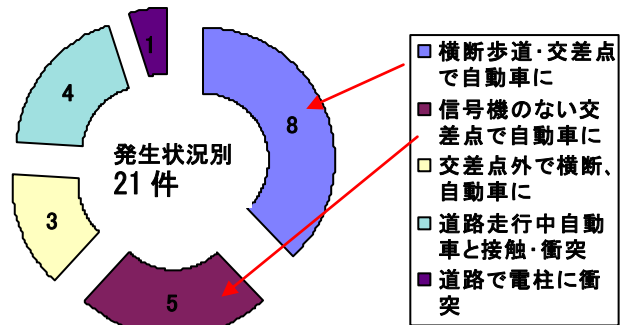 1
4
8
発生状況別
21 件
3
5
横断歩道・交差点
で自動車に
信号機のない交
差点で自動車に
交差点外で横断、
自動車に
道路走行中自動
車と接触・衝突
道路で電柱に衝
突